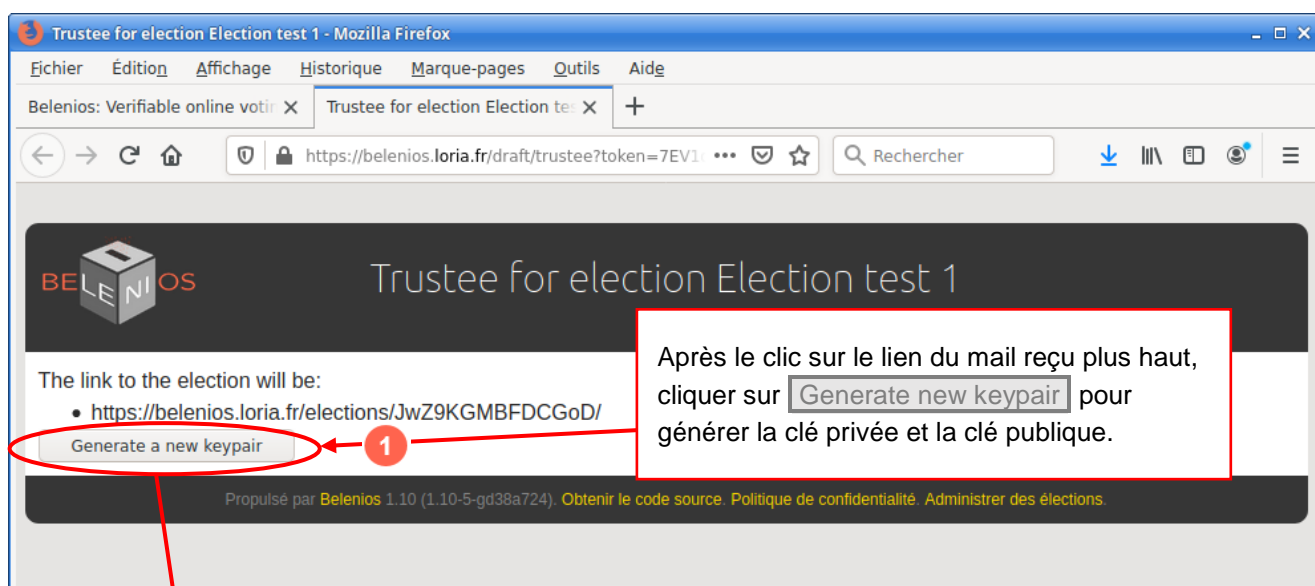 Trustee for election Election test 1 - Mozilla Firefox
Fichier Édition Affichage Historique Marque-pages Outils Aide
Belenios: Verifiable online votin Trustee for election Election tes
https://belenios.loria.fr/draft/trustee?token=7EV1 Rechercher
BELENIOS
Trustee for election Election test 1
Après le clic sur le lien du mail reçu plus haut,
cliquer sur Generate new keypair pour
générer la clé privée et la clé publique.
The link to the election will be:
• https://belenios.loria.fr/elections/JwZ9KGMBFDCGoD/
Generate a new keypair
1
Propulsé par Belenios 1.10 (1.10-5-gd38a724). Obtenir le code source. Politique de confidentialité. Administrer des élections.